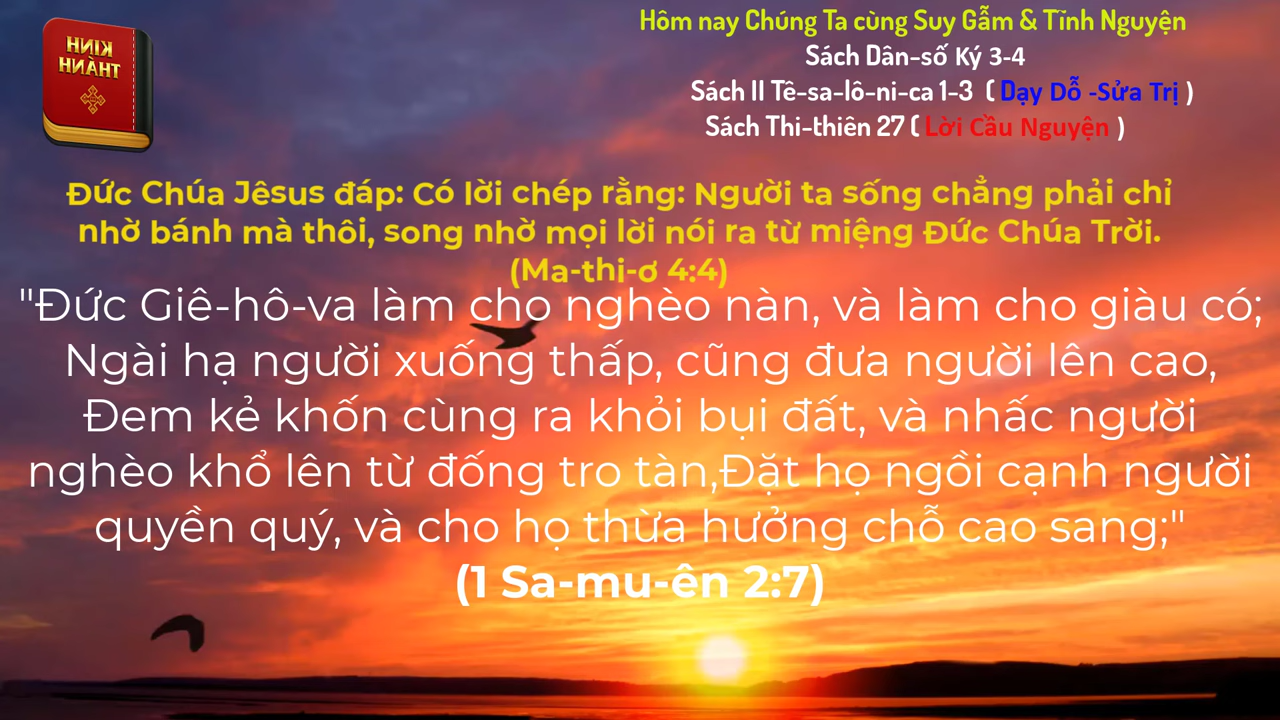 KINH
THÁNH
Hôm nay Chúng Ta cùng Suy Gẫm & Tĩnh Nguyện
Sách Dân-số Ký 3-4
Sách II Tê-sa-lô-ni-ca 1-3 ( Dạy Dỗ -Sửa Trị )
Sách Thi-thiên 27 ( Lời Cầu Nguyện )
Đức Chúa Jêsus đáp: Có lời chép rằng: Người ta sống chẳng phải chỉ
nhờ bánh mà thôi, song nhờ mọi lời nói ra từ miệng Đức Chúa Trời.
(Ma-thi-ơ 4:4)
"Đức Giê-hô-va làm cho nghèo nàn, và làm cho giàu có;
Ngài hạ người xuống thấp, cũng đưa người lên cao,
Đem kẻ khốn cùng ra khỏi bụi đất, và nhấc người
nghèo khổ lên từ đống tro tàn,Đặt họ ngồi cạnh người
quyền quý, và cho họ thừa hưởng chỗ cao sang;"
(1 Sa-mu-ên 2:7)